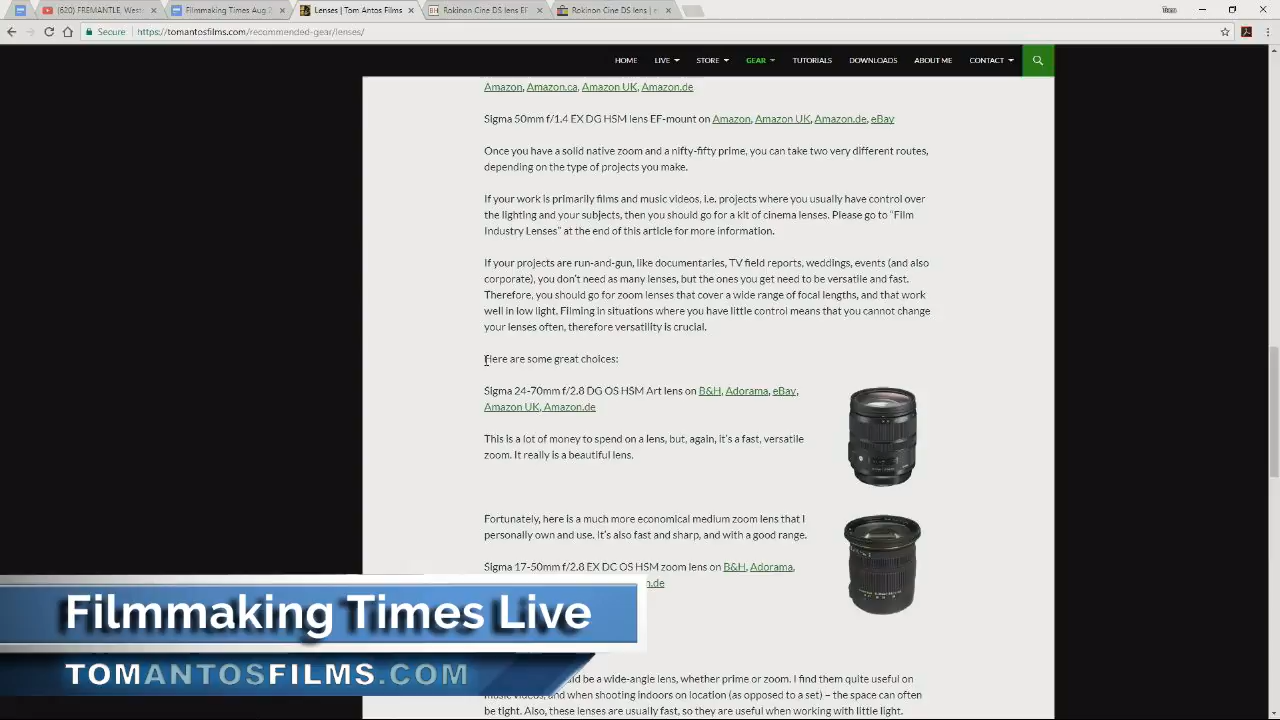 (820) FREMANTLE, Weste
Filmmaking Times Aug 2
Lenses | Tom Antos Films
Rokinon Cine DS lens EF
Rokinon Cine DS lens | e
Secure
https://tomantosfilms.com/recommended-gear/lenses/
HOME LIVE STORE GEAR TUTORIALS DOWNLOADS ABOUT ME CONTACT
Amazon, Amazon.ca, Amazon UK, Amazon.de
Sigma 50mm f/1.4 EX DG HSM lens EF-mount on Amazon, Amazon UK, Amazon.de, eBay
Once you have a solid native zoom and a nifty-fifty prime, you can take two very different routes,
depending on the type of projects you make.
If your work is primarily films and music videos, i.e. projects where you usually have control over
the lighting and your subjects, then you should go for a kit of cinema lenses. Please go to “Film
Industry Lenses” at the end of this article for more information.
If your projects are run-and-gun, like documentaries, TV field reports, weddings, events (and also
corporate), you don’t need as many lenses, but the ones you get need to be versatile and fast.
Therefore, you should go for zoom lenses that cover a wide range of focal lengths, and that work
well in low light. Filming in situations where you have little control means that you cannot change
your lenses often, therefore versatility is crucial.
Here are some great choices:
Sigma 24-70mm f/2.8 DG OS HSM Art lens on B&H, Adorama, eBay,
Amazon UK, Amazon.de
This is a lot of money to spend on a lens, but, again, it’s a fast, versatile
zoom. It really is a beautiful lens.
Fortunately, here is a much more economical medium zoom lens that I
personally own and use. It’s also fast and sharp, and with a good range.
Sigma 17-50mm f/2.8 EX DC OS HSM zoom lens on B&H, Adorama,
n.de
Filmmaking Times Live
TOMANTOSFILMS.COM
ld be a wide-angle lens, whether prime or zoom. I find them quite useful on
music videos, and when shooting indoors on location (as opposed to a set) – the space can often
be tight. Also, these lenses are usually fast, so they are useful when working with little light.